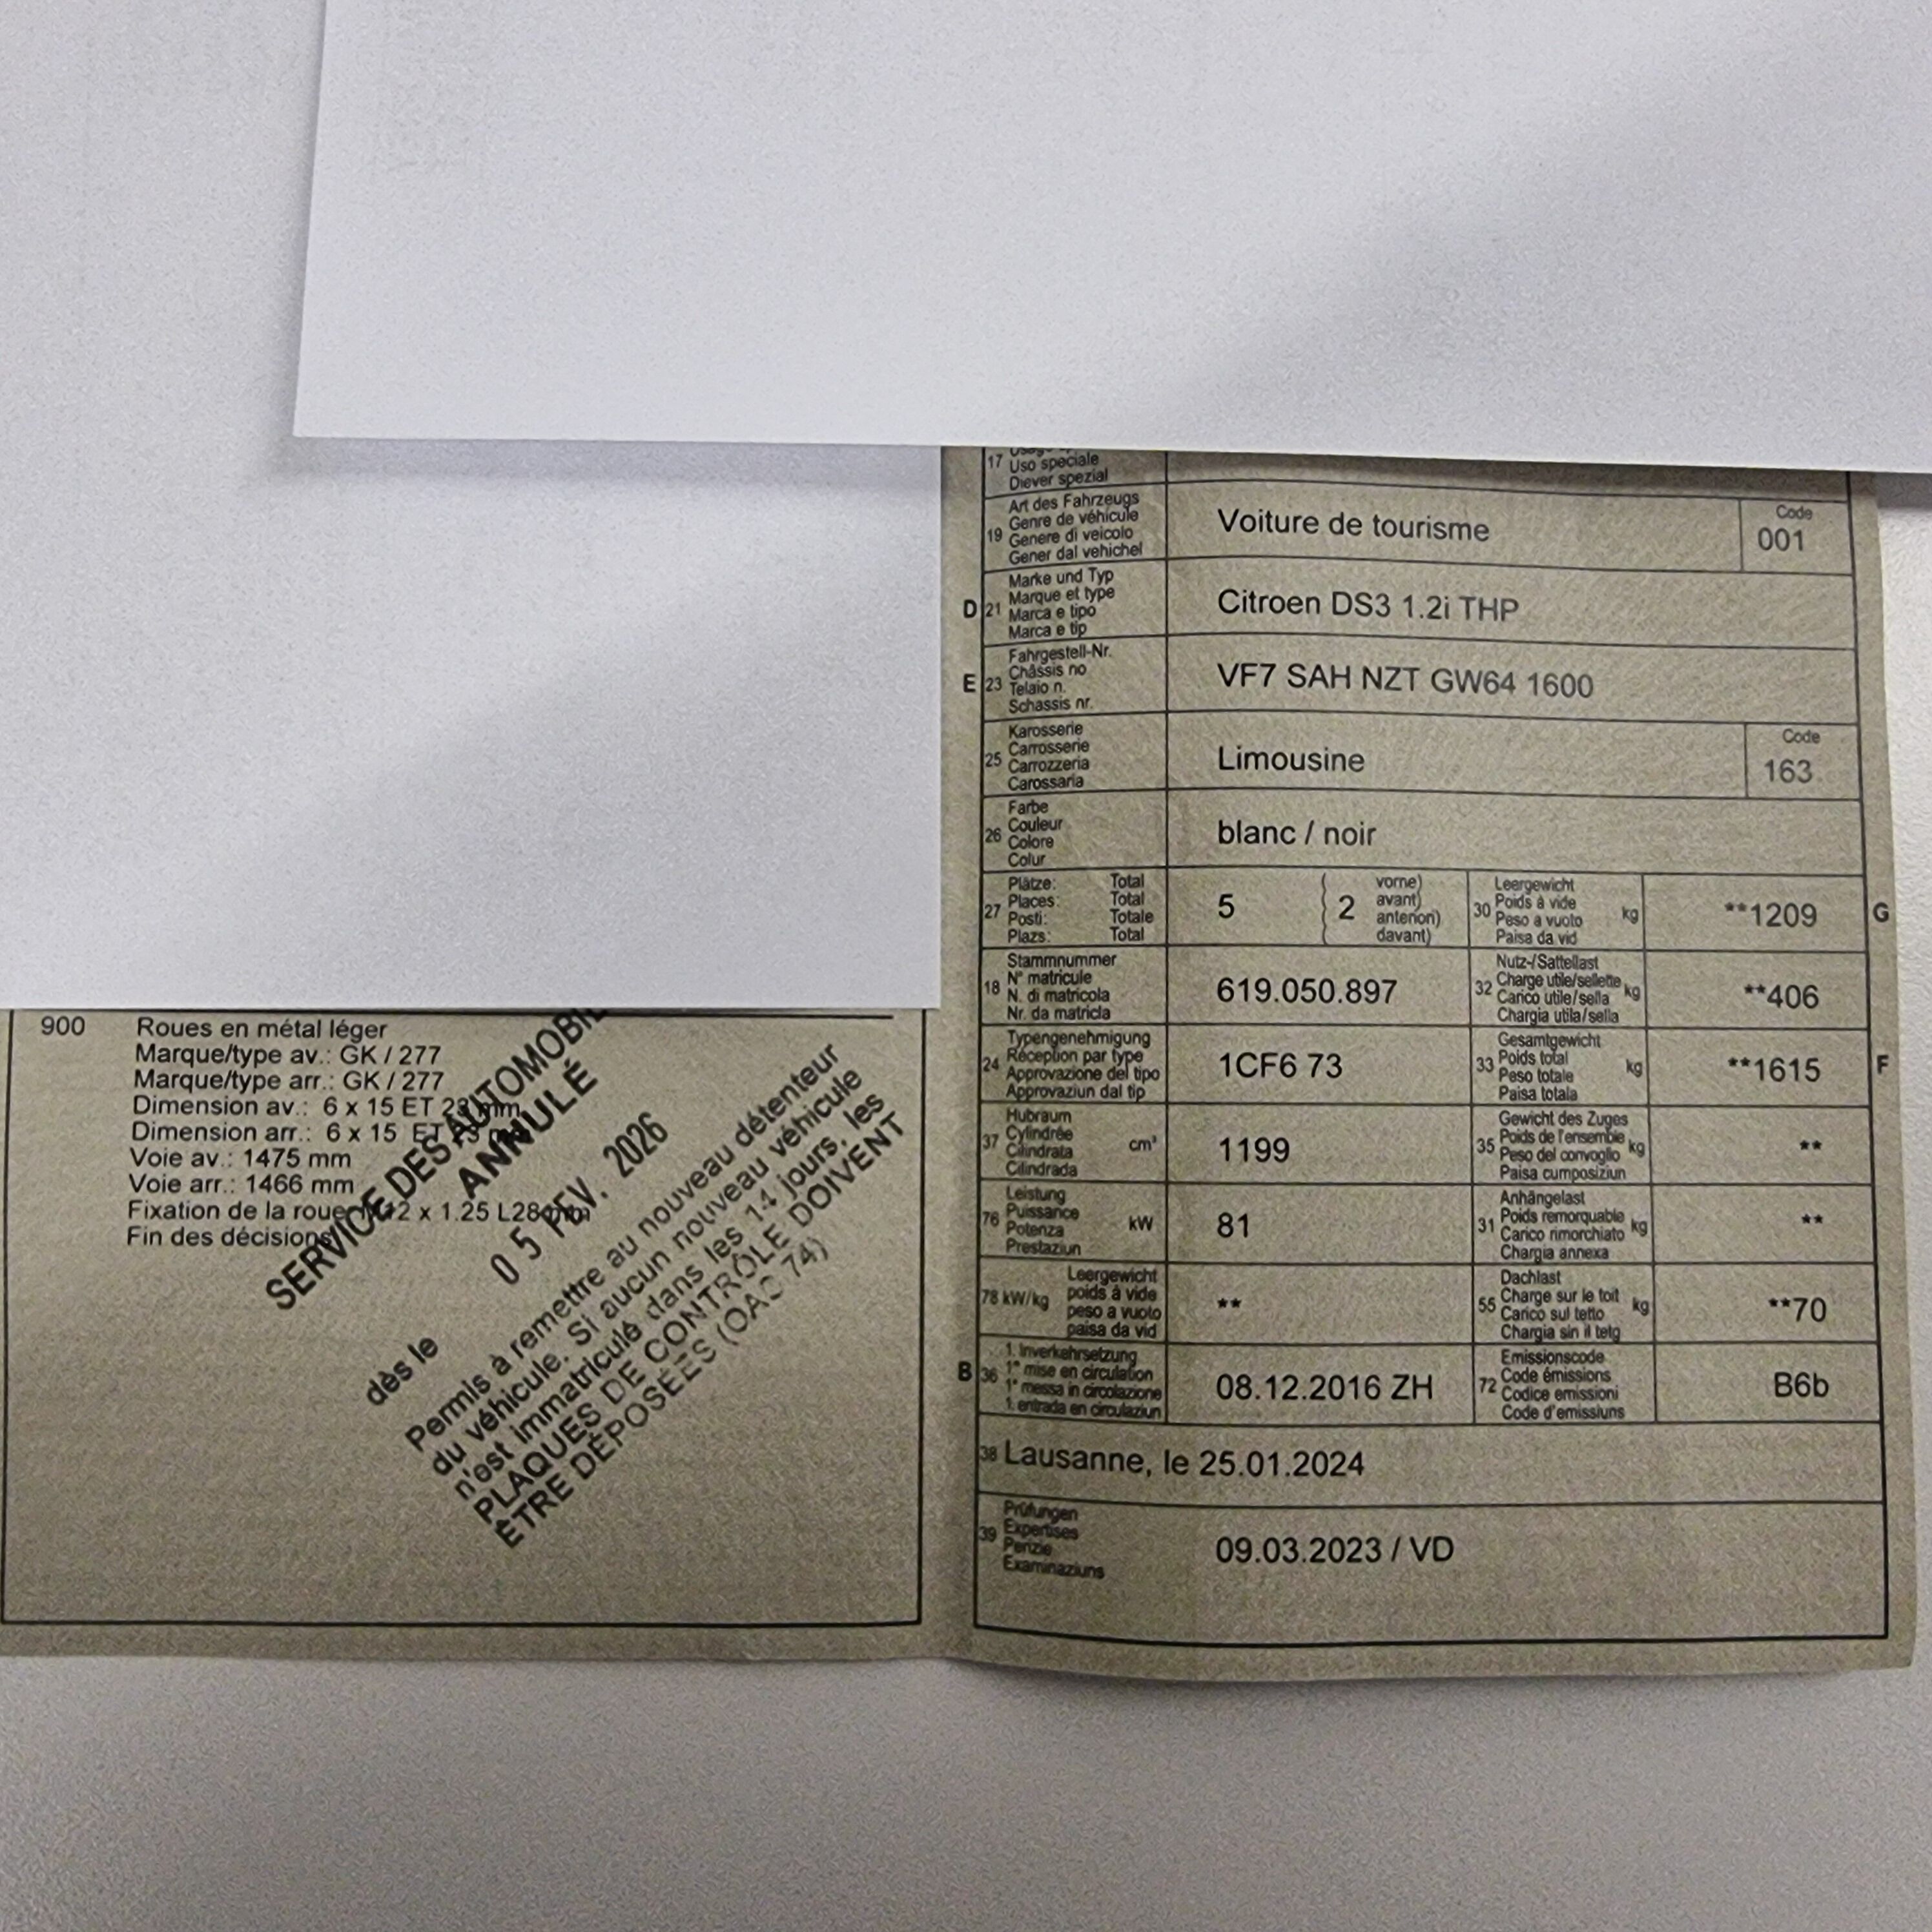 900 Roues en métal léger
Marque/type av.: GK / 277
Marque/type arr.: GK / 277
Dimension av.: 6 x 15 ET 23 mm
Dimension arr.: 6 x 15 ET 23 mm
Voie av.: 1475 mm
Voie arr.: 1466 mm
Fixation de la roue M12 x 1.25 L28mm
Fin des décisions
SERVICE DES AUTOMOBIL
ANNULÉ
dès le 05 FEV. 2026
Permis à remettre au nouveau détenteur
du véhicule. Si aucun nouveau véhicule
n'est immatriculé dans les 14 jours, les
PLAQUES DE CONTRÔLE DOIVENT
ÊTRE DÉPOSÉES (OAC 74)
17
Uso speciale
Diever spezial
19
Art des Fahrzeugs
Genre de véhicule
Genere di veicolo
Gener dal vehichel
Voiture de tourisme
Code
001
D 21
Marke und Typ
Marque et type
Marca e tipo
Marca e tip
Citroen DS3 1.2i THP
E 23
Fahrgestell-Nr.
Châssis no
Telaio n.
Schassis nr.
VF7 SAH NZT GW64 1600
25
Karosserie
Carrosserie
Carrozzeria
Carossaria
Limousine
Code
163
26
Farbe
Couleur
Colore
Colur
blanc / noir
27
Plätze: Total
Places: Total
Posti: Totale
Plazs: Total
5 ( 2
vorne)
avant)
anteriori)
davant)
30
Leergewicht
Poids à vide
Peso a vuoto
Paisa da vid
kg
**1209
G
18
Stammnummer
N° matricule
N. di matricola
Nr. da matricla
619.050.897
32
Nutz-/Sattellast
Charge utile/sellette
Carico utile/sella
Chargia utila/sella
kg
**406
24
Typengenehmigung
Réception par type
Approvazione del tipo
Approvaziun dal tip
1CF6 73
33
Gesamtgewicht
Poids total
Peso totale
Paisa totala
kg
**1615
F
37
Hubraum
Cylindrée
Cilindrata
Cilindrada
cm³
1199
35
Gewicht des Zuges
Poids de l'ensemble
Peso del convoglio
Paisa cumposiziun
kg
**
76
Leistung
Puissance
Potenza
Prestaziun
kW
81
31
Anhängelast
Poids remorquable
Carico rimorchiato
Chargia annexa
kg
**
78 kW/kg
Leergewicht
poids à vide
peso a vuoto
paisa da vid
**
55
Dachlast
Charge sur le toit
Carico sul tetto
Chargia sin il tetg
kg
**70
B 36
1. Inverkehrsetzung
1° mise en circulation
1° messa in circolazione
1. entrada en circulaziun
08.12.2016 ZH
72
Emissionscode
Code émissions
Codice emissioni
Code d'emissiuns
B6b
38 Lausanne, le 25.01.2024
39
Prüfungen
Expertises
Perizie
Examinaziuns
09.03.2023 / VD